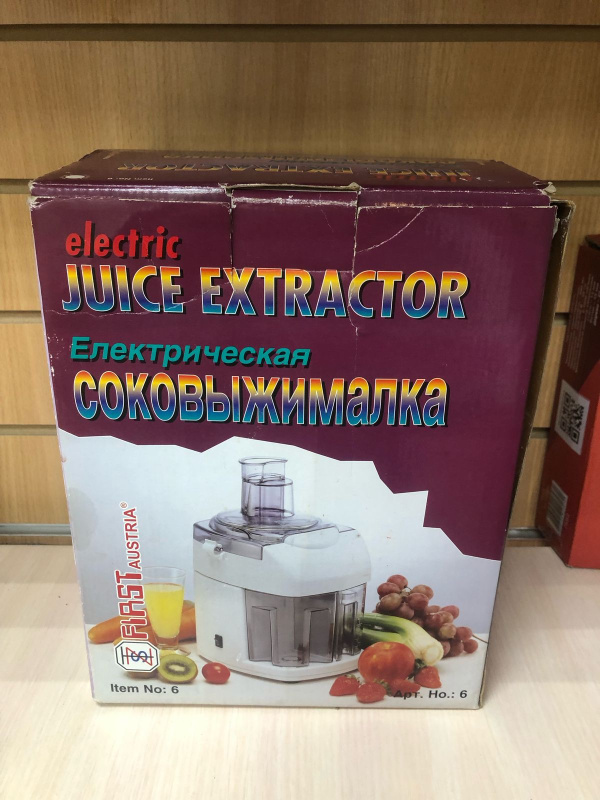 JUICE EXTRACTOR
electric
JUICE EXTRACTOR
Електрическая
СОКОВЫЖИМАЛКА
FIRST AUSTRIA®
Item No: 6
Арт. Но.: 6